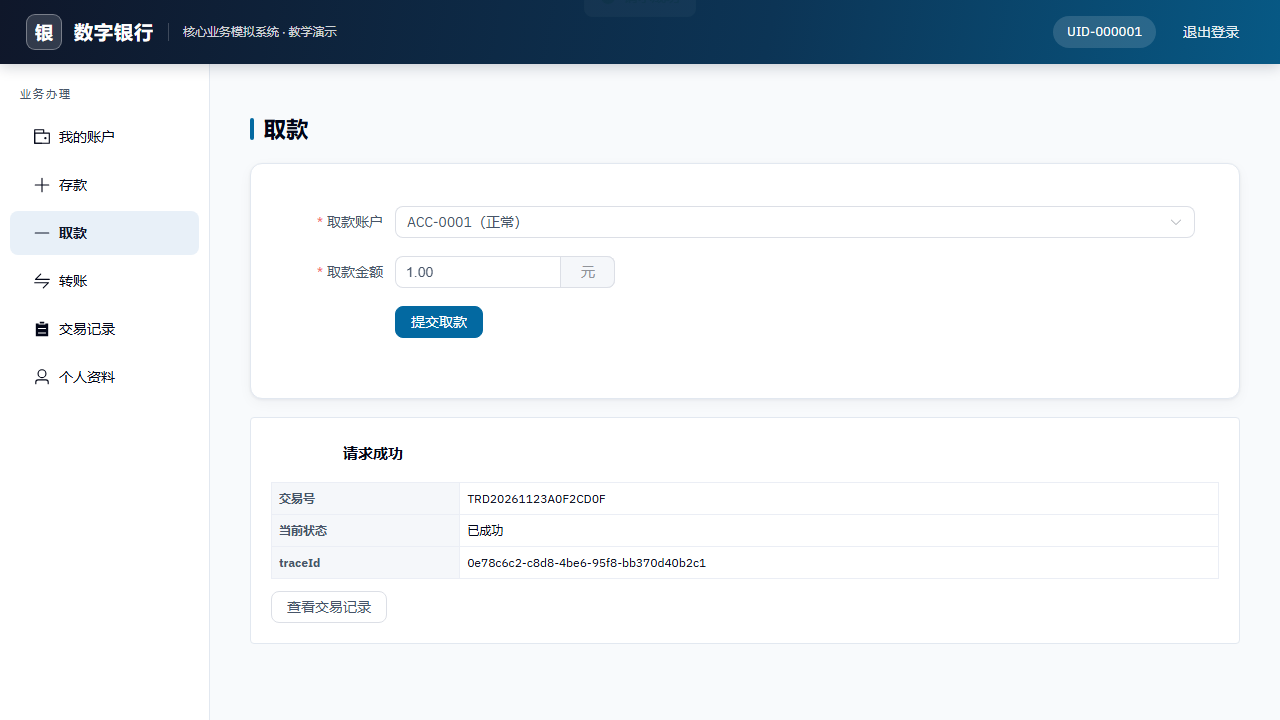 银 数字银行 核心业务模拟系统 · 教学演示 UID-000001 退出登录
业务办理
我的账户
存款
取款
转账
交易记录
个人资料
取款
* 取款账户 ACC-0001（正常）
* 取款金额 1.00 元
提交取款
请求成功
交易号 TRD20261123A0F2CD0F
当前状态 已成功
traceId 0e78c6c2-c8d8-4be6-95f8-bb370d40b2c1
查看交易记录